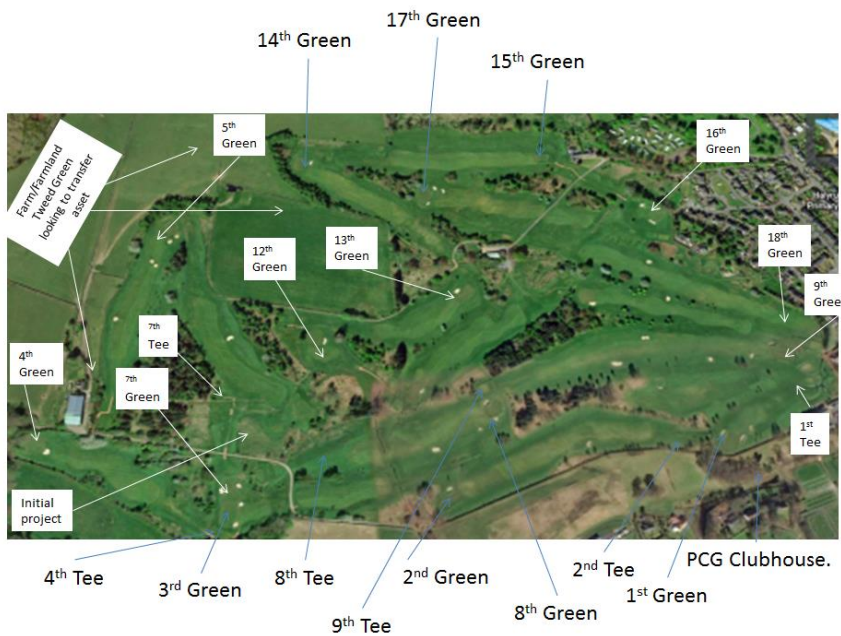 17th Green
14th Green
15th Green
5th
Green
16th
Green
Farm/Farmland
Tweed Green
looking to transfer
asset
12th
Green
13th
Green
18th
Green
9th
Gree
7th
Tee
4th
Green
7th
Green
1st
Tee
Initial
project
4th Tee
3rd Green
8th Tee
2nd Green
9th Tee
8th Green
2nd Tee
1st Green
PCG Clubhouse.